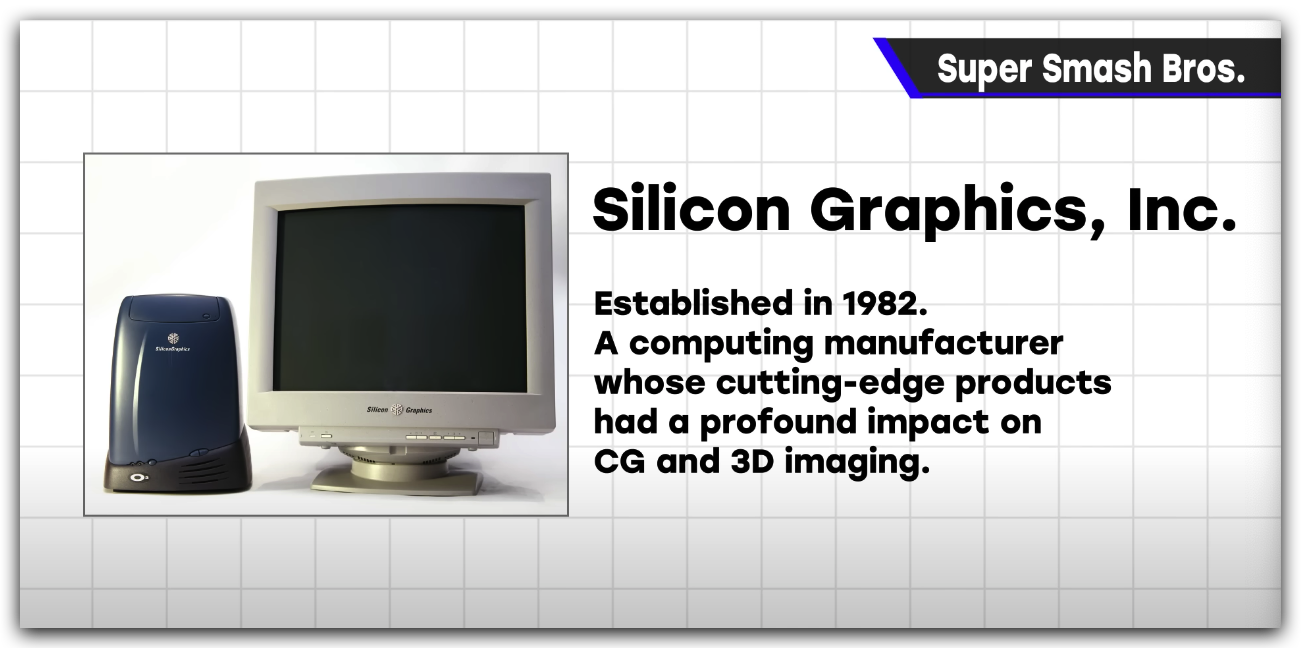 Super Smash Bros.
Silicon Graphics, Inc.
Established in 1982.
A computing manufacturer
whose cutting-edge products
had a profound impact on
CG and 3D imaging.
SiliconGraphics
Silicon Graphics